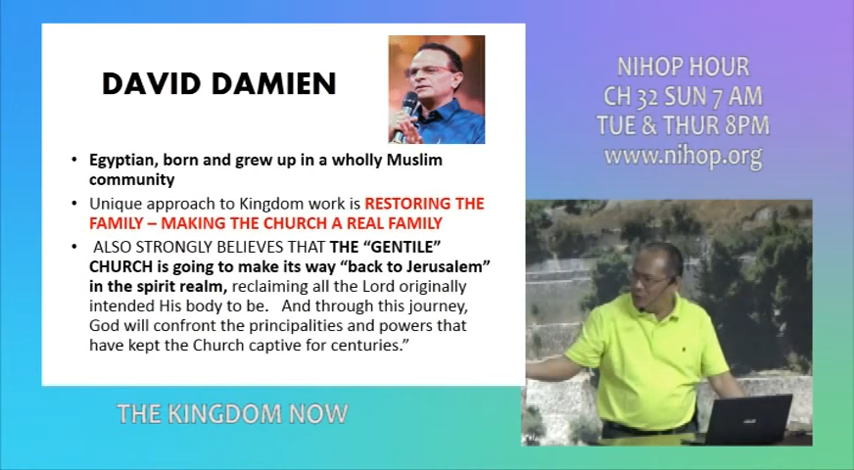 DAVID DAMIEN
• Egyptian, born and grew up in a wholly Muslim
community
• Unique approach to Kingdom work is RESTORING THE
FAMILY – MAKING THE CHURCH A REAL FAMILY
• ALSO STRONGLY BELIEVES THAT THE “GENTILE”
CHURCH is going to make its way “back to Jerusalem”
in the spirit realm, reclaiming all the Lord originally
intended His body to be. And through this journey,
God will confront the principalities and powers that
have kept the Church captive for centuries.”
NIHOP HOUR
CH 32 SUN 7 AM
TUE & THUR 8PM
www.nihop.org
THE KINGDOM NOW
ASUS